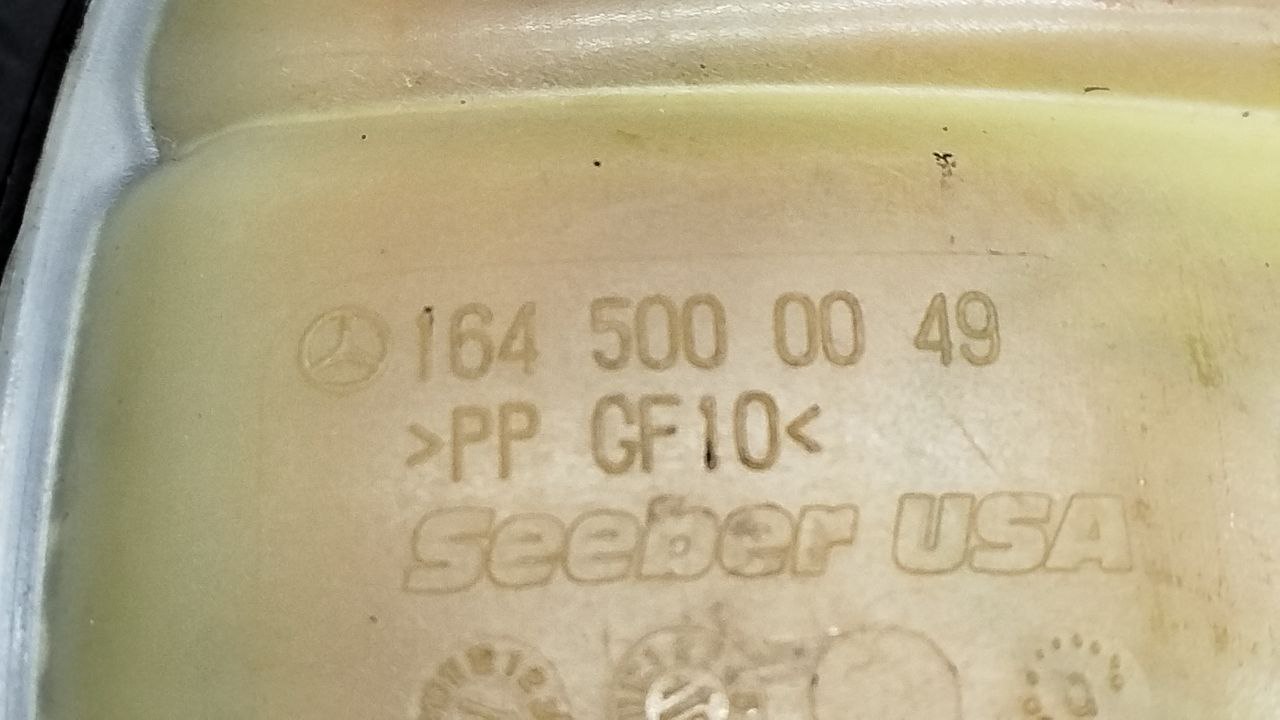 164 500 00 49
>PP GF10<
Seeber USA